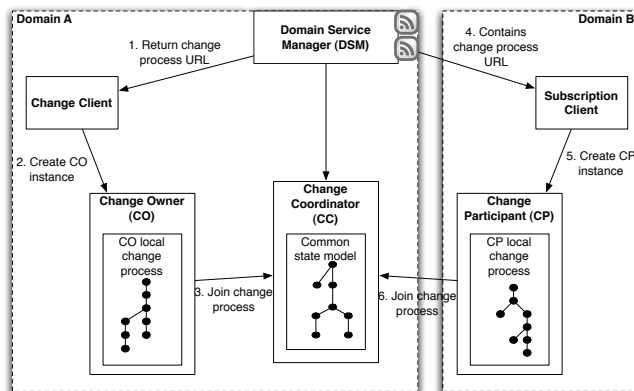 Domain A
Domain B
Domain Service
Manager (DSM)
1. Return change
process URL
4. Contains
change process
URL
Change Client
Subscription
Client
2. Create CO
instance
5. Create CP
instance
Change Owner
(CO)
Change
Coordinator
(CC)
Change
Participant (CP)
CO local
change
process
Common
state model
CP local
change
process
3. Join change
process
6. Join change
process